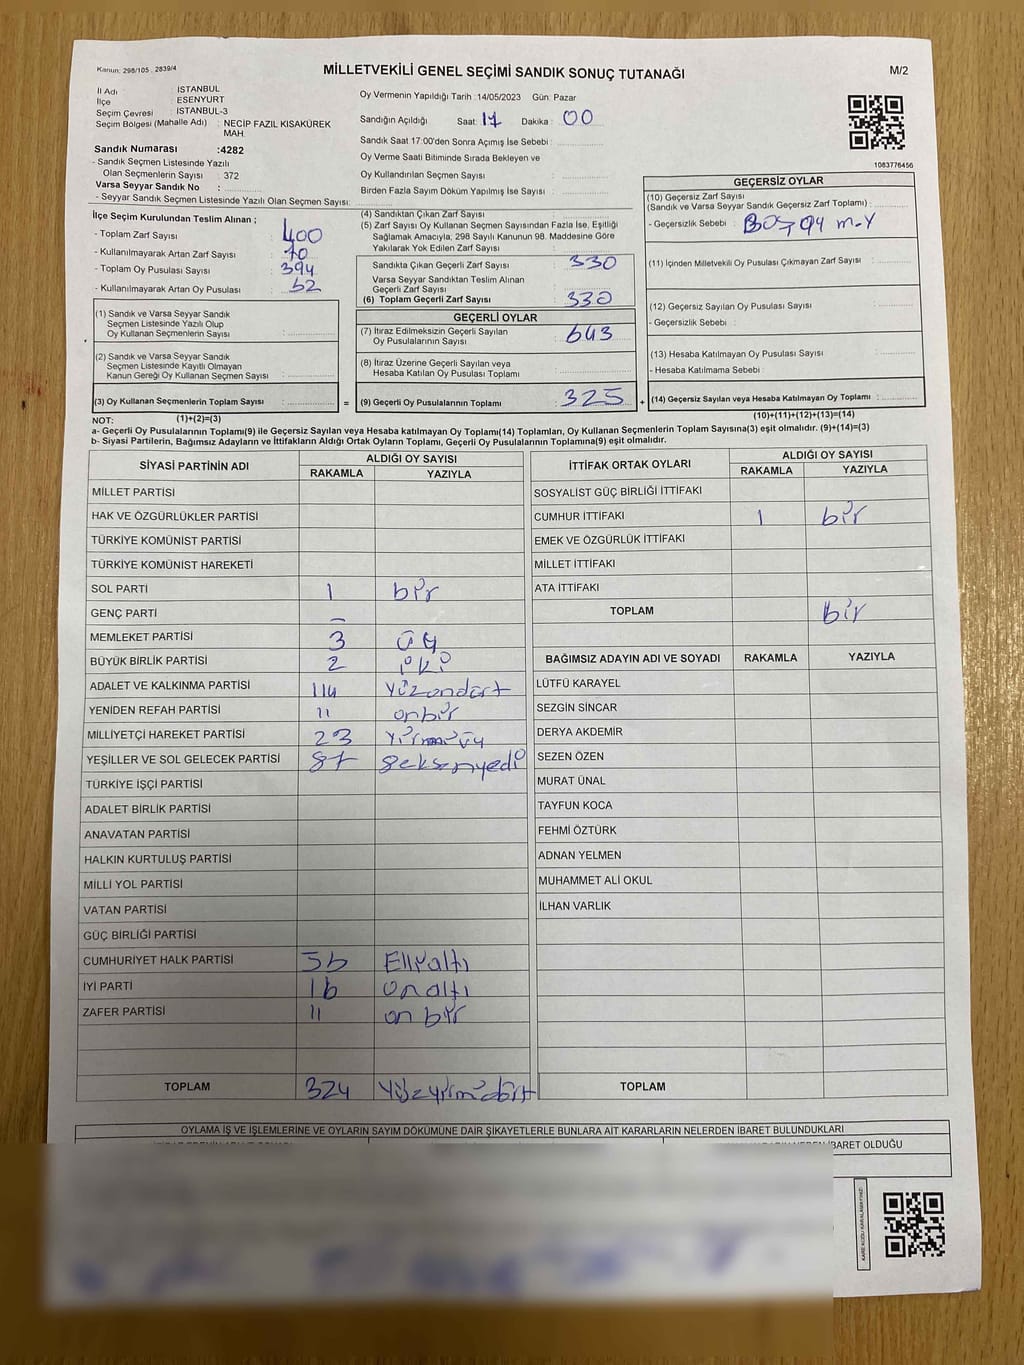 Kanun: 298/105 , 2839/4
MİLLETVEKİLİ GENEL SEÇİMİ SANDIK SONUÇ TUTANAĞI
M/2
İl Adı İSTANBUL
İlçe ESENYURT
Seçim Çevresi İSTANBUL-3
Seçim Bölgesi (Mahalle Adı) : NECİP FAZIL KISAKÜREK MAH.
Sandık Numarası :4282
- Sandık Seçmen Listesinde Yazılı
Olan Seçmenlerin Sayısı : 372
Varsa Seyyar Sandık No :
- Seyyar Sandık Seçmen Listesinde Yazılı Olan Seçmen Sayısı:
Oy Vermenin Yapıldığı Tarih :14/05/2023 Gün: Pazar
Sandığın Açıldığı Saat: 17 Dakika : 00
Sandık Saat 17:00'den Sonra Açımış İse Sebebi :
Oy Verme Saati Bitiminde Sırada Bekleyen ve
Oy Kullandırılan Seçmen Sayısı :
Birden Fazla Sayım Döküm Yapılmış İse Sayısı :
1083776456
İlçe Seçim Kurulundan Teslim Alınan ;
- Toplam Zarf Sayısı : 400
- Kullanılmayarak Artan Zarf Sayısı : 70
- Toplam Oy Pusulası Sayısı : 394
- Kullanılmayarak Artan Oy Pusulası : 62
(1) Sandık ve Varsa Seyyar Sandık
Seçmen Listesinde Yazılı Olup
Oy Kullanan Seçmenlerin Sayısı :
(2) Sandık ve Varsa Seyyar Sandık
Seçmen Listesinde Kayıtlı Olmayan
Kanun Gereği Oy Kullanan Seçmen Sayısı :
(3) Oy Kullanan Seçmenlerin Toplam Sayısı :
=
(4) Sandıktan Çıkan Zarf Sayısı :
(5) Zarf Sayısı Oy Kullanan Seçmen Sayısından Fazla İse, Eşitliği
Sağlamak Amacıyla, 298 Sayılı Kanunun 98. Maddesine Göre
Yakılarak Yok Edilen Zarf Sayısı :
Sandıkta Çıkan Geçerli Zarf Sayısı : 330
Varsa Seyyar Sandıktan Teslim Alınan
Geçerli Zarf Sayısı :
(6) Toplam Geçerli Zarf Sayısı : 330
GEÇERLİ OYLAR
(7) İtiraz Edilmeksizin Geçerli Sayılan
Oy Pusulalarının Sayısı : 643
(8) İtiraz Üzerine Geçerli Sayılan veya
Hesaba Katılan Oy Pusulası Toplamı :
(9) Geçerli Oy Pusulalarının Toplamı : 325
+
GEÇERSİZ OYLAR
(10) Geçersiz Zarf Sayısı
(Sandık ve Varsa Seyyar Sandık Geçersiz Zarf Toplamı) :
- Geçersizlik Sebebi :
(11) İçinden Milletvekili Oy Pusulası Çıkmayan Zarf Sayısı :
(12) Geçersiz Sayılan Oy Pusulası Sayısı :
- Geçersizlik Sebebi :
(13) Hesaba Katılmayan Oy Pusulası Sayısı :
- Hesaba Katılmama Sebebi :
(14) Geçersiz Sayılan veya Hesaba Katılmayan Oy Toplamı :
NOT: (1)+(2)=(3)
(10)+(11)+(12)+(13)=(14)
a- Geçerli Oy Pusulalarının Toplamı(9) ile Geçersiz veya Hesaba katılmayan Oy Pusulası Toplamı(14) Toplamları, Oy Kullanan Seçmenlerin Toplam Sayısına(3) eşit olmalıdır. (9)+(14)=(3)
b- Siyasi Partilerin, Bağımsız Adayların ve İttifakların Aldığı Ortak Oyların Toplamı, Geçerli Oy Pusulalarının Toplamına(9) eşit olmalıdır.
SİYASİ PARTİNİN ADI
ALDIĞI OY SAYISI
RAKAMLA YAZIYLA
MİLLET PARTİSİ
HAK VE ÖZGÜRLÜKLER PARTİSİ
TÜRKİYE KOMÜNİST PARTİSİ
TÜRKİYE KOMÜNİST HAREKETİ
SOL PARTİ 1 bir
GENÇ PARTİ –
MEMLEKET PARTİSİ 3 üç
BÜYÜK BİRLİK PARTİSİ 2 iki
ADALET VE KALKINMA PARTİSİ 114 yüzondört
YENİDEN REFAH PARTİSİ 11 onbir
MİLLİYETÇİ HAREKET PARTİSİ 23
YEŞİLLER VE SOL GELECEK PARTİSİ 87 seksenyedi
TÜRKİYE İŞÇİ PARTİSİ
ADALET BİRLİK PARTİSİ
ANAVATAN PARTİSİ
HALKIN KURTULUŞ PARTİSİ
MİLLİ YOL PARTİSİ
VATAN PARTİSİ
GÜÇ BİRLİĞİ PARTİSİ
CUMHURİYET HALK PARTİSİ 56 Elliyaltı
İYİ PARTİ 16 onaltı
ZAFER PARTİSİ 11 on bir
TOPLAM 324 yüzyirmidört
İTTİFAK ORTAK OYLARI
ALDIĞI OY SAYISI
RAKAMLA YAZIYLA
SOSYALİST GÜÇ BİRLİĞİ İTTİFAKI
CUMHUR İTTİFAKI 1 bir
EMEK VE ÖZGÜRLÜK İTTİFAKI
MİLLET İTTİFAKI
ATA İTTİFAKI
TOPLAM bir
BAĞIMSIZ ADAYIN ADI VE SOYADI RAKAMLA YAZIYLA
LÜTFÜ KARAYEL
SEZGİN SİNCAR
DERYA AKDEMİR
SEZEN ÖZEN
MURAT ÜNAL
TAYFUN KOCA
FEHMİ ÖZTÜRK
ADNAN YELMEN
MUHAMMET ALİ OKUL
İLHAN VARLIK
TOPLAM
OYLAMA İŞ VE İŞLEMLERİNE VE OYLARIN SAYIM DÖKÜMÜNE DAİR ŞİKAYETLERLE BUNLARA AİT KARARLARIN NELERDEN İBARET BULUNDUKLARI
İBARET OLDUĞU